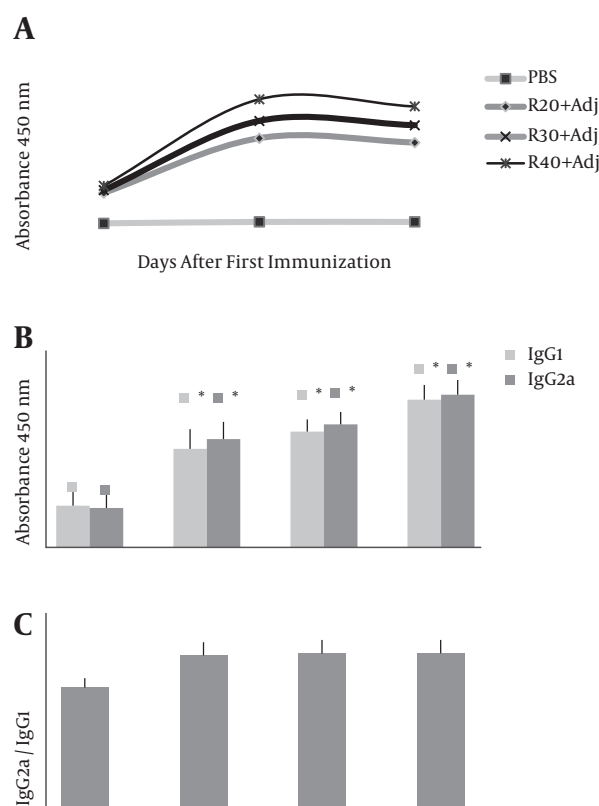 A
Absorbance 450 nm
PBS
R20+Adj
R30+Adj
R40+Adj
Days After First Immunization
B
Absorbance 450 nm
IgG1
IgG2a
* *
* *
* *
C
IgG2a / IgG1